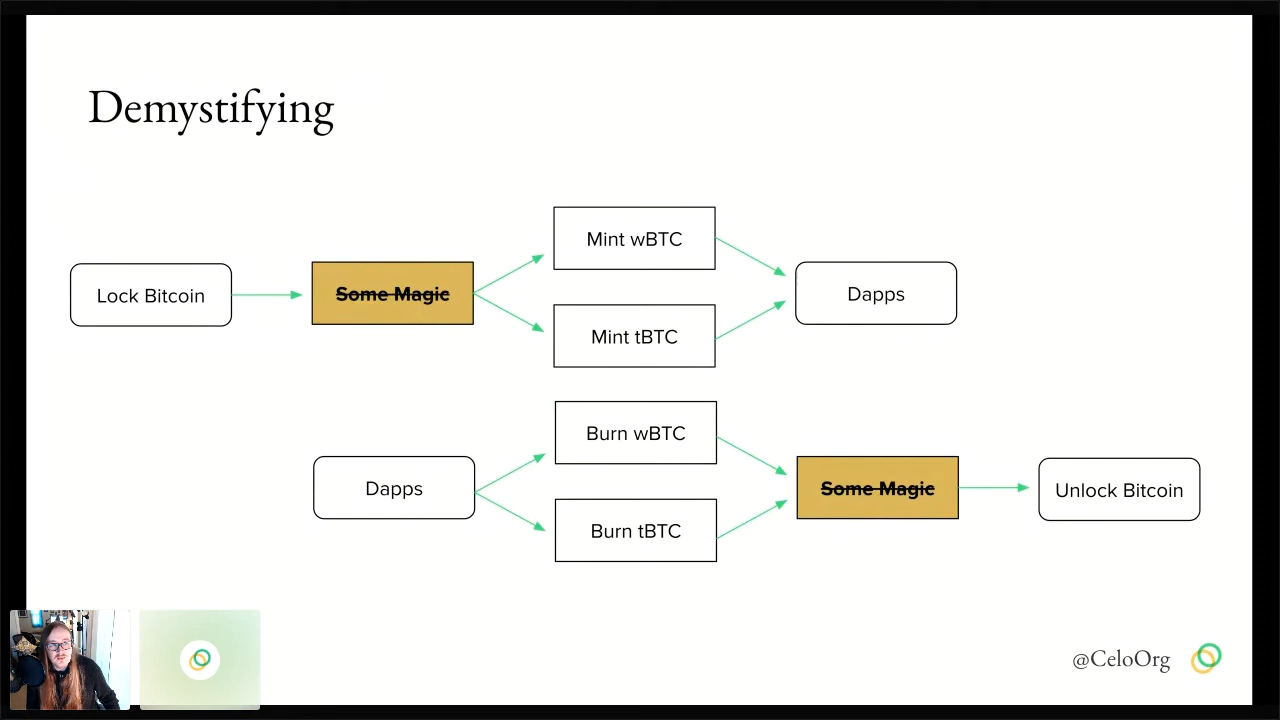 Demystifying
Mint wBTC
Lock Bitcoin
Some Magic
Dapps
Mint tBTC
Burn wBTC
Dapps
Some Magic
Unlock Bitcoin
Burn tBTC
@CeloOrg